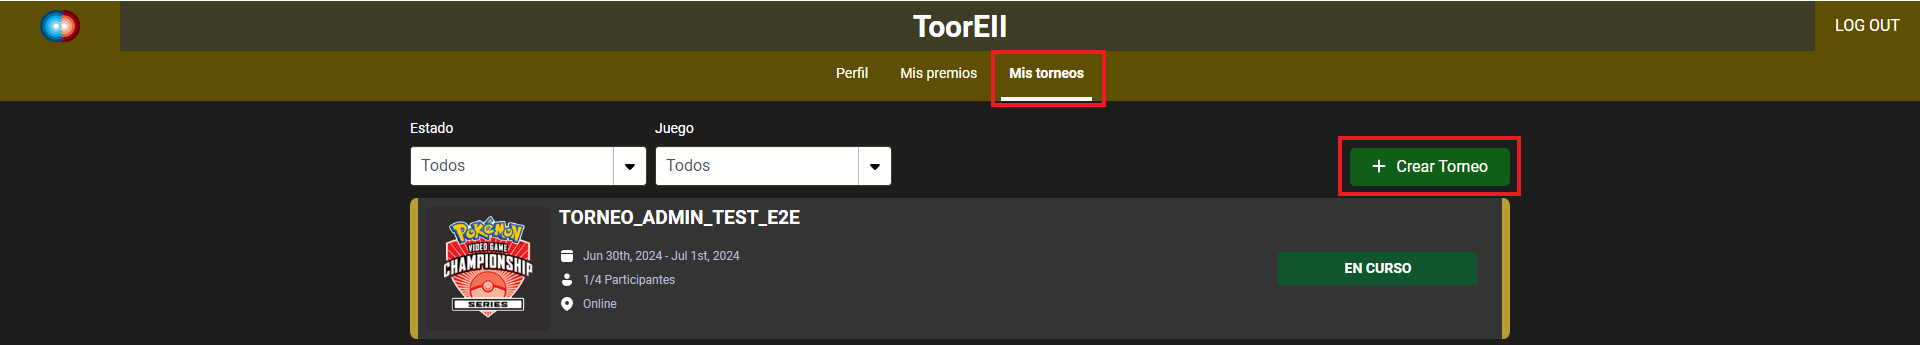 ToorEll
LOG OUT
Perfil
Mis premios
Mis torneos
Estado
Juego
Todos
Todos
+ Crear Torneo
POKéMON
VIDEO GAME
CHAMPIONSHIP
SERIES
TORNEO_ADMIN_TEST_E2E
Jun 30th, 2024 - Jul 1st, 2024
1/4 Participantes
Online
EN CURSO